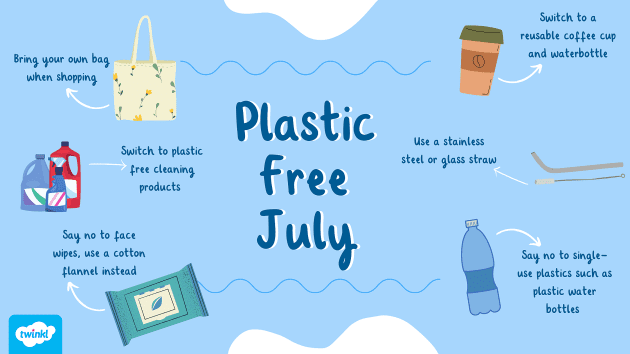 Bring your own bag
when shopping
Switch to plastic
free cleaning
products
Say no to face
wipes, use a cotton
flannel instead
twinkl
Plastic
Free
July
Switch to a
reusable coffee cup
and waterbottle
Use a stainless
steel or glass straw
Say no to single-
use plastics such as
plastic water
bottles